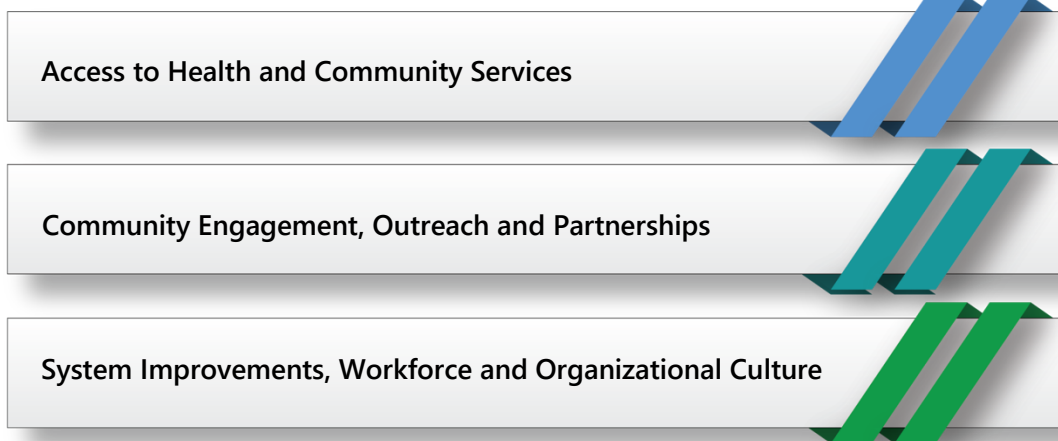 Access to Health and Community Services
Community Engagement, Outreach and Partnerships
System Improvements, Workforce and Organizational Culture